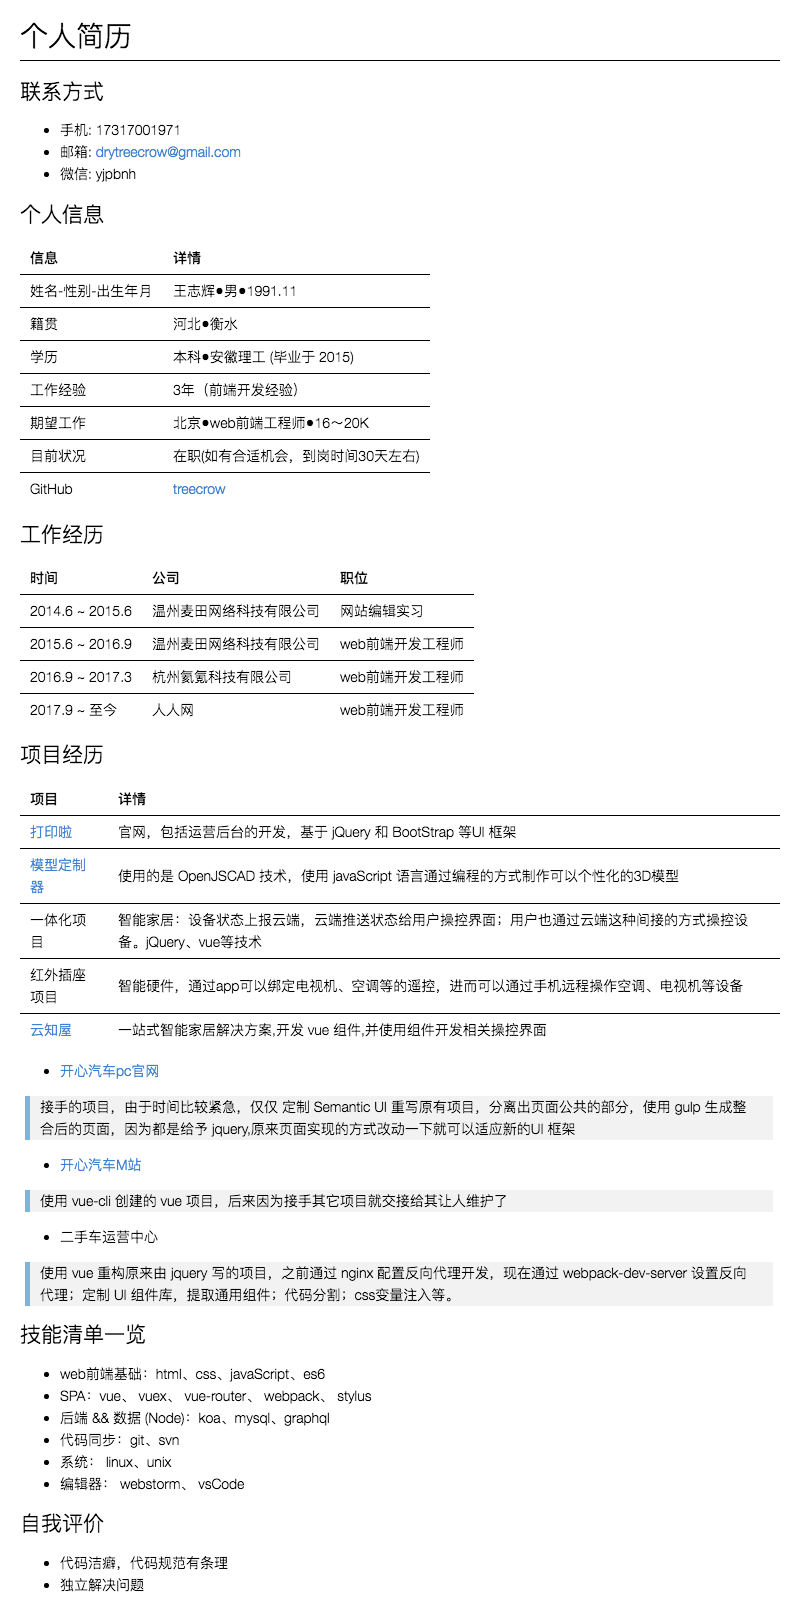 个人简历
联系方式
手机: 17317001971
邮箱: drytreecrow@gmail.com
微信: yjpbnh
个人信息
信息 详情
姓名-性别-出生年月 王志辉●男●1991.11
籍贯 河北●衡水
学历 本科●安徽理工 (毕业于 2015)
工作经验 3年（前端开发经验）
期望工作 北京●web前端工程师●16～20K
目前状况 在职(如有合适机会，到岗时间30天左右)
GitHub treecrow
工作经历
时间 公司 职位
2014.6 ~ 2015.6 温州麦田网络科技有限公司 网站编辑实习
2015.6 ~ 2016.9 温州麦田网络科技有限公司 web前端开发工程师
2016.9 ~ 2017.3 杭州氦氪科技有限公司 web前端开发工程师
2017.9 ~ 至今 人人网 web前端开发工程师
项目经历
项目 详情
打印啦 官网，包括运营后台的开发，基于 jQuery 和 BootStrap 等UI 框架
模型定制
器
使用的是 OpenJSCAD 技术，使用 javaScript 语言通过编程的方式制作可以个性化的3D模型
一体化项
目
智能家居：设备状态上报云端，云端推送状态给用户操控界面；用户也通过云端这种间接的方式操控设
备。jQuery、vue等技术
红外插座
项目
智能硬件，通过app可以绑定电视机、空调等的遥控，进而可以通过手机远程操作空调、电视机等设备
云知屋 一站式智能家居解决方案,开发 vue 组件,并使用组件开发相关操控界面
开心汽车pc官网
接手的项目，由于时间比较紧急，仅仅 定制 Semantic UI 重写原有项目，分离出页面公共的部分，使用 gulp 生成整
合后的页面，因为都是给予 jquery,原来页面实现的方式改动一下就可以适应新的UI 框架
开心汽车M站
使用 vue-cli 创建的 vue 项目，后来因为接手其它项目就交接给其让人维护了
二手车运营中心
使用 vue 重构原来由 jquery 写的项目，之前通过 nginx 配置反向代理开发，现在通过 webpack-dev-server 设置反向
代理；定制 UI 组件库，提取通用组件；代码分割；css变量注入等。
技能清单一览
web前端基础：html、css、javaScript、es6
SPA：vue、 vuex、 vue-router、 webpack、 stylus
后端 && 数据 (Node)：koa、mysql、graphql
代码同步：git、svn
系统： linux、unix
编辑器： webstorm、 vsCode
自我评价
代码洁癖，代码规范有条理
独立解决问题